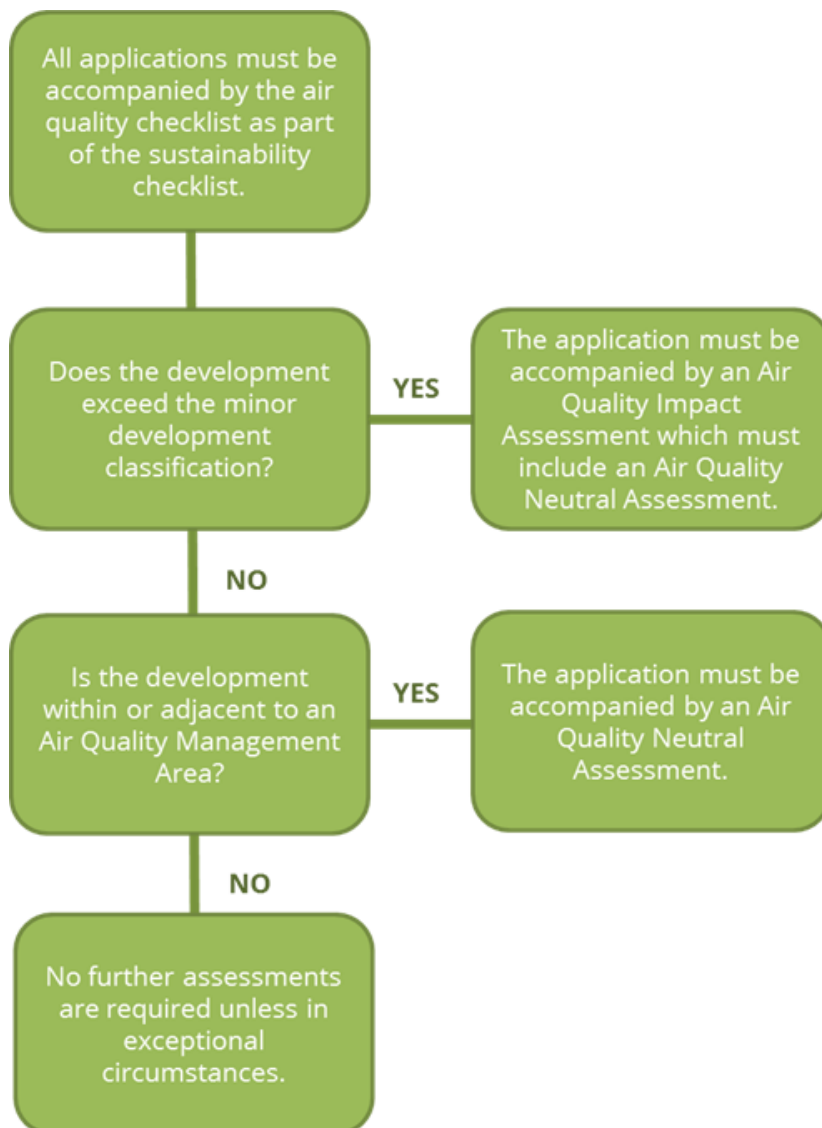 All applications must be
accompanied by the air
quality checklist as part
of the sustainability
checklist.
Does the development
exceed the minor
development
classification?
YES
The application must be
accompanied by an Air
Quality Impact
Assessment which must
include an Air Quality
Neutral Assessment.
NO
Is the development
within or adjacent to an
Air Quality Management
Area?
YES
The application must be
accompanied by an Air
Quality Neutral
Assessment.
NO
No further assessments
are required unless in
exceptional
circumstances.